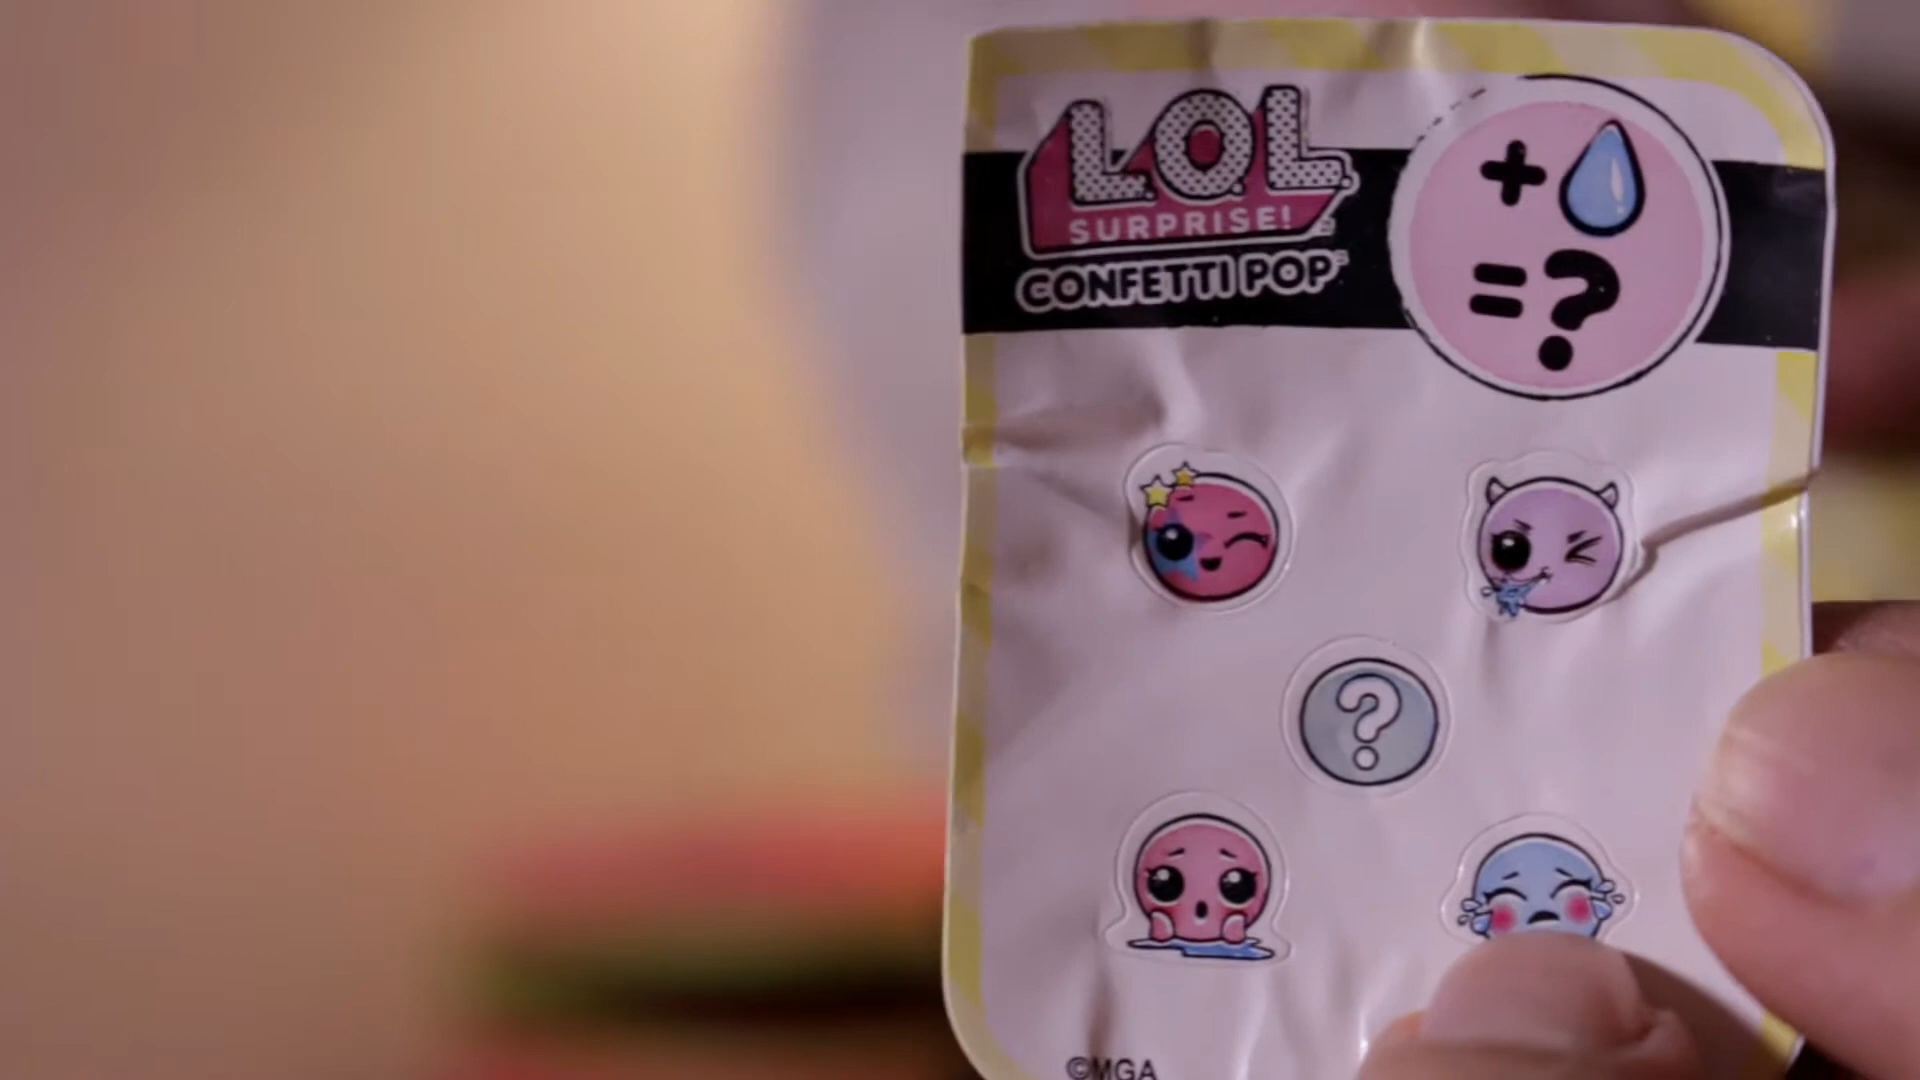 L.O.L.
SURPRISE!
CONFETTI POP
+
=?
?
©MGA